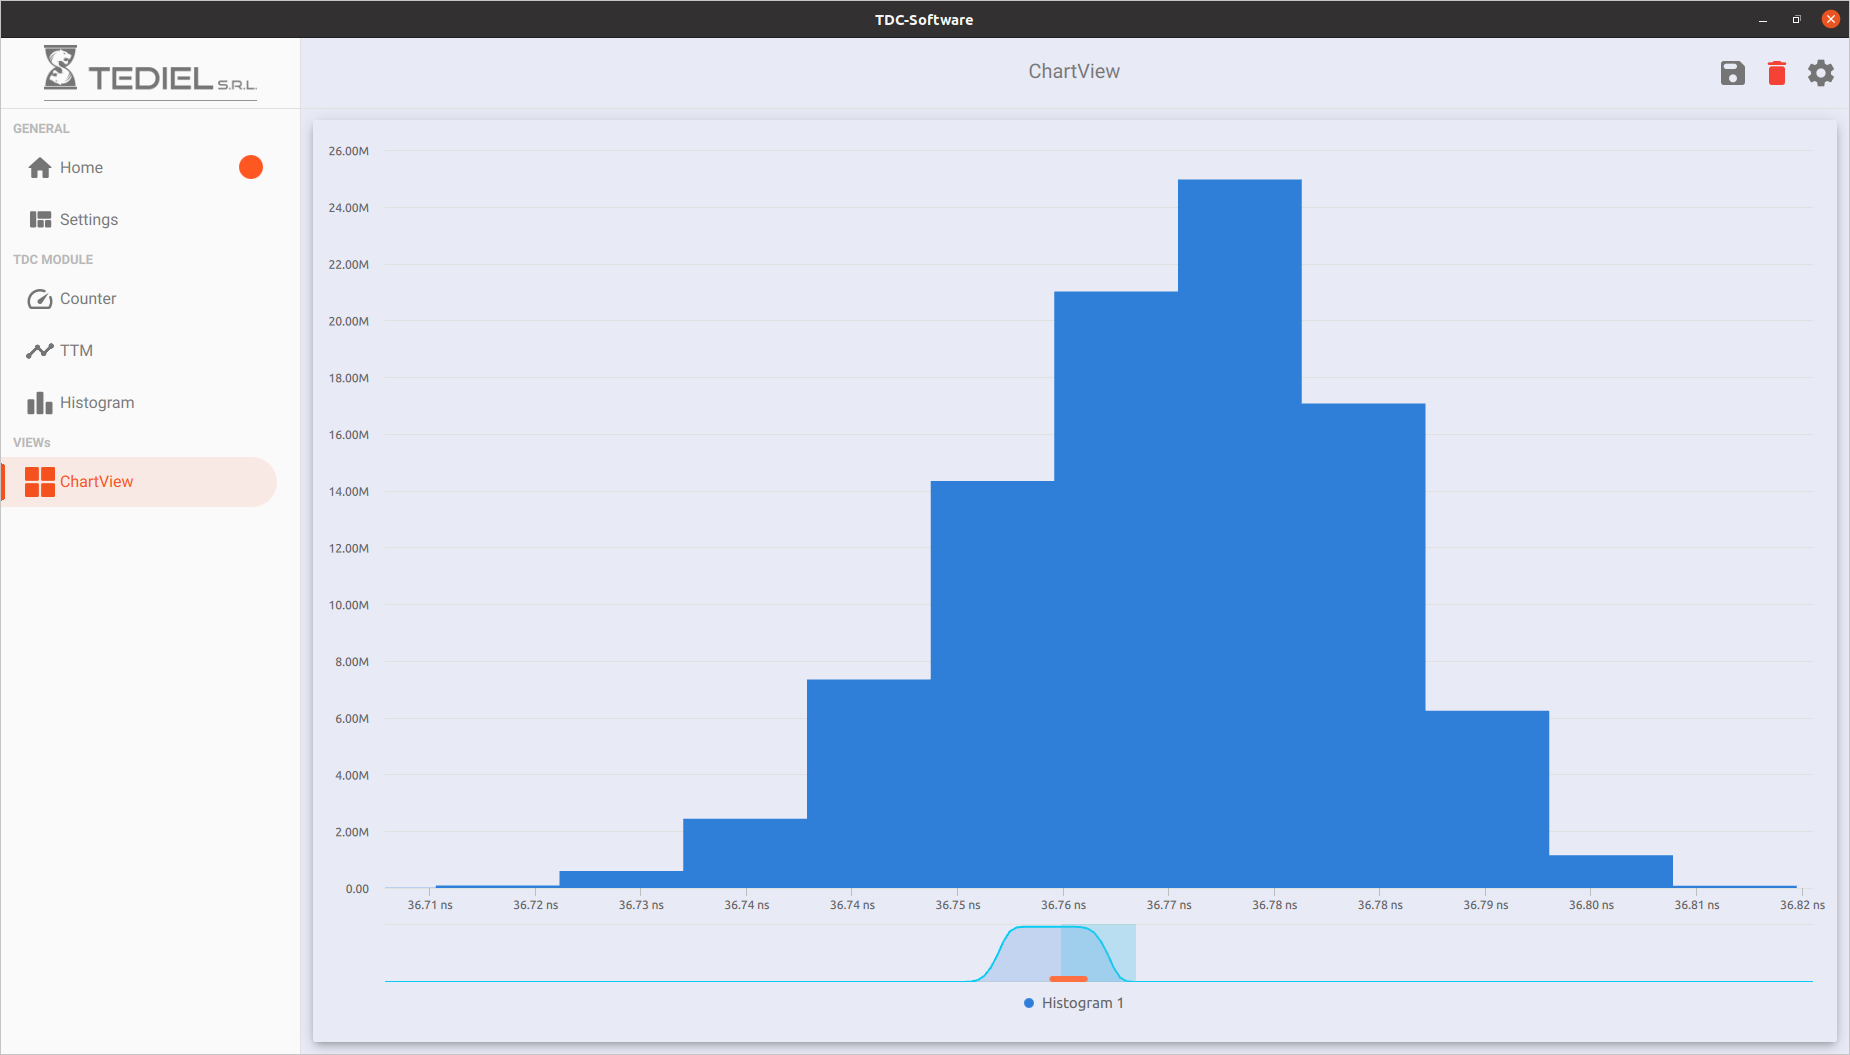 TDC-Software
TEDIEL S.R.L.
ChartView
GENERAL
Home
Settings
TDC MODULE
Counter
TTM
Histogram
VIEWs
ChartView
26.00M
24.00M
22.00M
20.00M
18.00M
16.00M
14.00M
12.00M
10.00M
8.00M
6.00M
4.00M
2.00M
0.00
36.71 ns 36.72 ns 36.73 ns 36.74 ns 36.74 ns 36.75 ns 36.76 ns 36.77 ns 36.78 ns 36.78 ns 36.79 ns 36.80 ns 36.81 ns 36.82 ns
Histogram 1